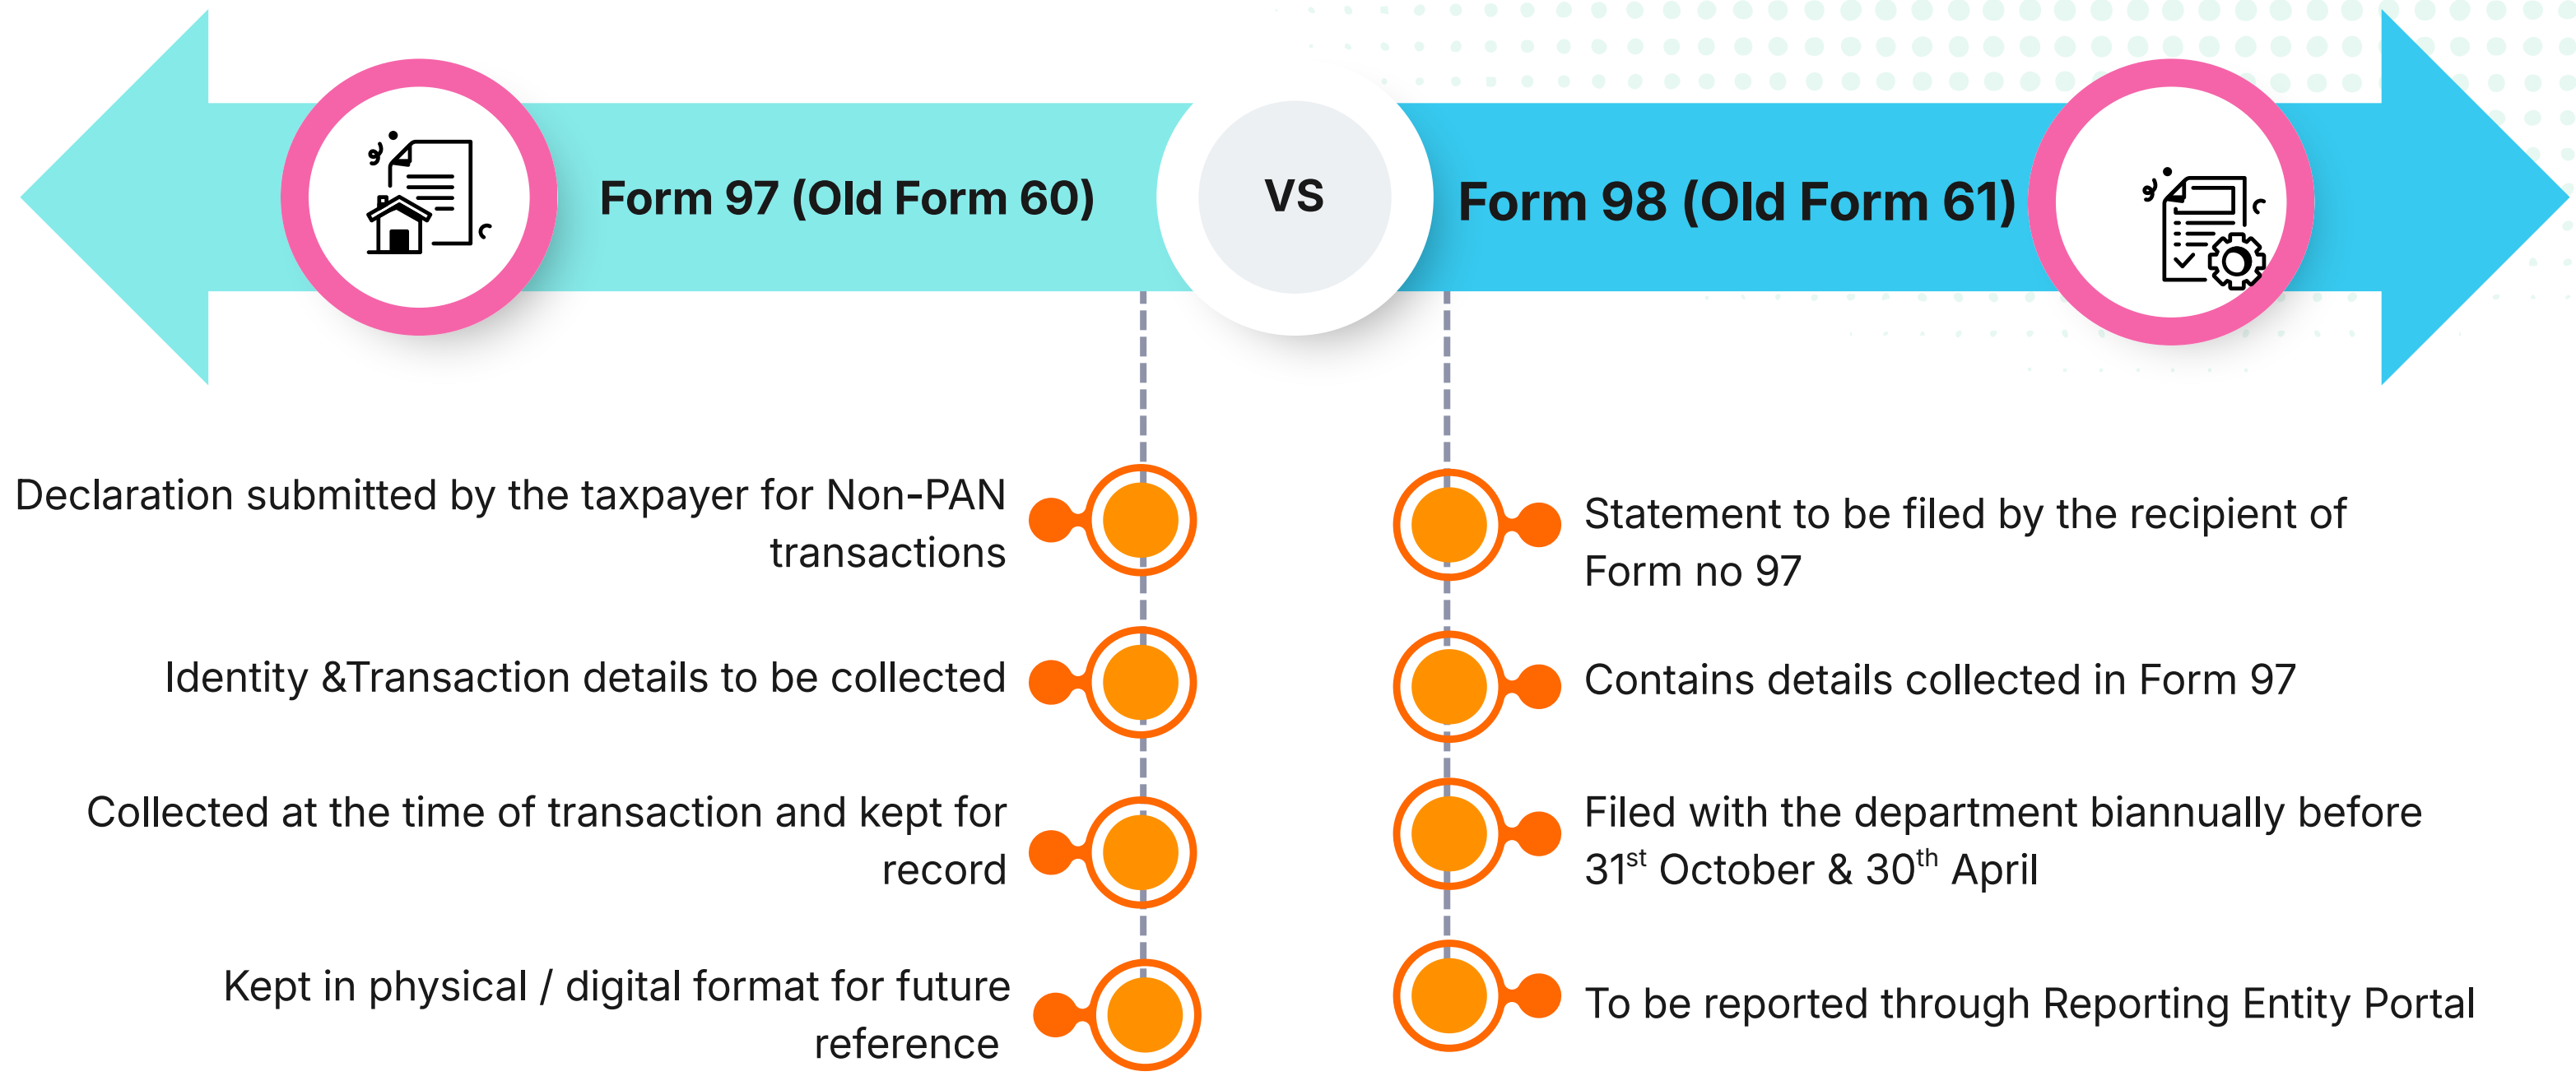 Form 97 (Old Form 60)
VS
Form 98 (Old Form 61)
Declaration submitted by the taxpayer for Non-PAN
transactions
Identity &Transaction details to be collected
Collected at the time of transaction and kept for
record
Kept in physical / digital format for future
reference
Statement to be filed by the recipient of
Form no 97
Contains details collected in Form 97
Filed with the department biannually before
31st October & 30th April
To be reported through Reporting Entity Portal